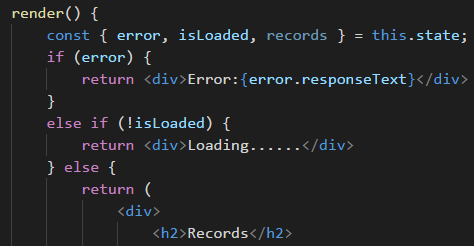 render() {
    const { error, isLoaded, records } = this.state;
    if (error) {
        return <div>Error:{error.responseText}</div>
    }
    else if (!isLoaded) {
        return <div>Loading......</div>
    } else {
        return (
            <div>
                <h2>Records</h2>